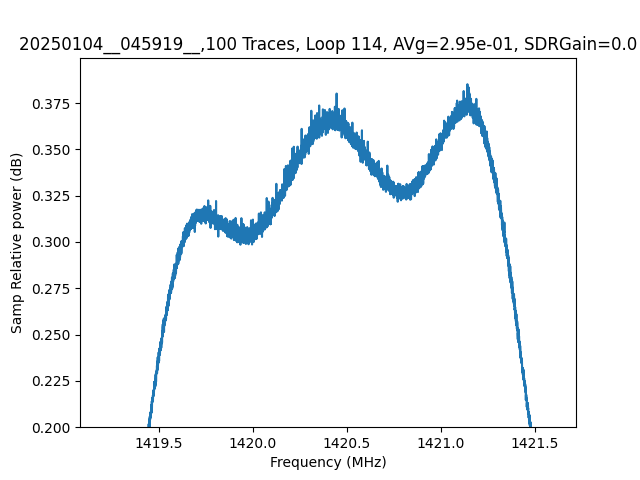 20250104__045919__,100 Traces, Loop 114, AVg=2.95e-01, SDRGain=0.0
0.375
0.350
0.325
0.300
0.275
0.250
0.225
0.200
Samp Relative power (dB)
1419.5 1420.0 1420.5 1421.0 1421.5
Frequency (MHz)